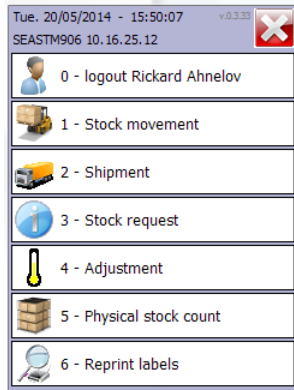 Tue. 20/05/2014 - 15:50:07 v.0.3.33
SEASTM906 10.16.25.12
0 - logout Rickard Ahnelov
1 - Stock movement
2 - Shipment
3 - Stock request
4 - Adjustment
5 - Physical stock count
6 - Reprint labels